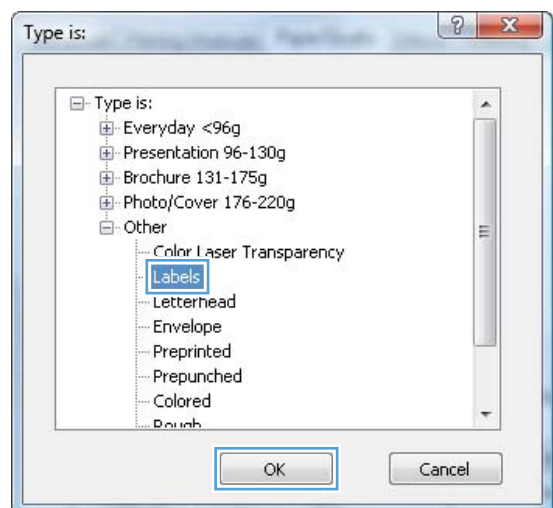 Type is:
Type is:
Everyday <96g
Presentation 96-130g
Brochure 131-175g
Photo/Cover 176-220g
Other
Color Laser Transparency
Labels
Letterhead
Envelope
Preprinted
Prepunched
Colored
Rough
OK Cancel